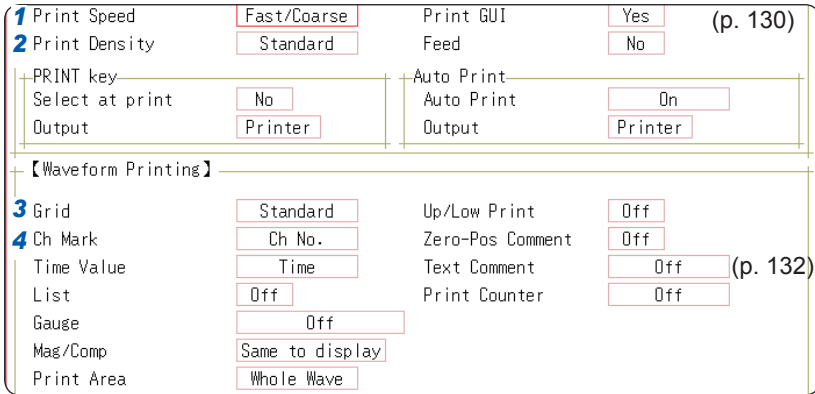 1 Print Speed Fast/Coarse Print GUI Yes (p. 130)
2 Print Density Standard Feed No
PRINT key Auto Print
Select at print No Auto Print On
Output Printer Output Printer
【Waveform Printing】
3 Grid Standard Up/Low Print Off
4 Ch Mark Ch No. Zero-Pos Comment Off
Time Value Time Text Comment Off (p. 132)
List Off Print Counter Off
Gauge Off
Mag/Comp Same to display
Print Area Whole Wave